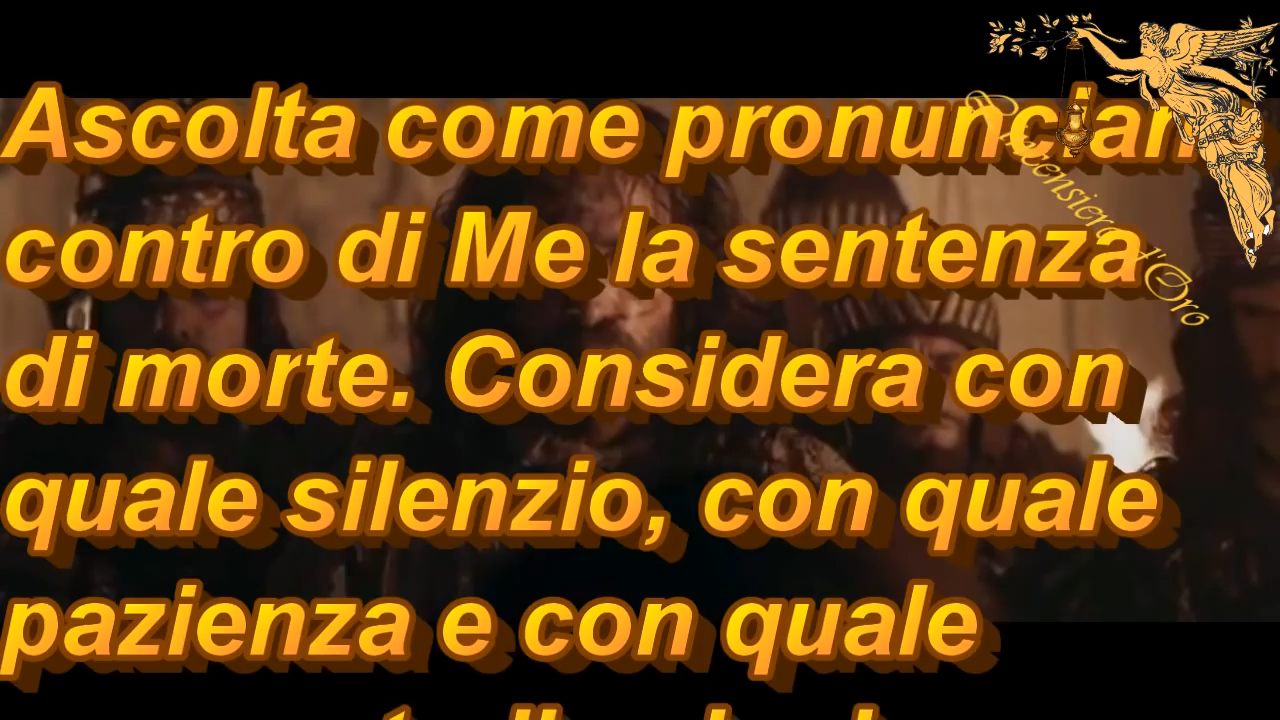 Ascolta come pronuncian
contro di Me la sentenza
di morte. Considera con
quale silenzio, con quale
pazienza e con quale
d'Oro